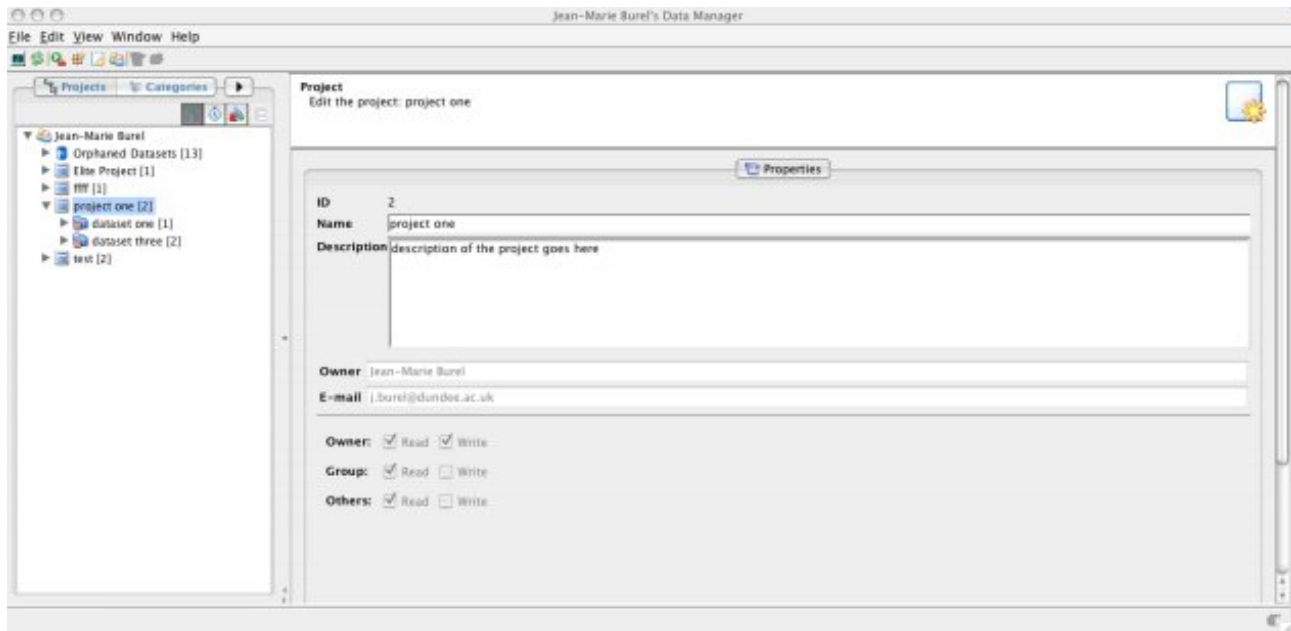 Jean-Marie Burel's Data Manager
File Edit View Window Help
Projects Categories
Project
Edit the project: project one
Jean-Marie Burel
Orphaned Datasets [13]
Elite Project [1]
ffff [1]
project one [2]
dataset one [1]
dataset three [2]
test [2]
Properties
ID 2
Name project one
Description description of the project goes here
Owner Jean-Marie Burel
E-mail j.burel@dundee.ac.uk
Owner: Read Write
Group: Read Write
Others: Read Write